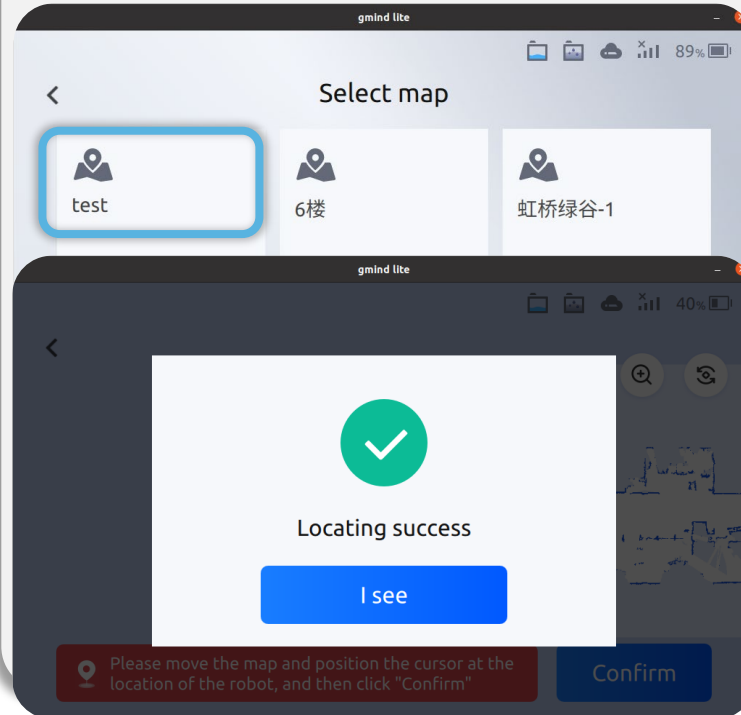 gmind lite
89%
Select map
test
6楼
虹桥绿谷-1
gmind lite
40%
Locating success
I see
Please move the map and position the cursor at the
location of the robot, and then click "Confirm"
Confirm